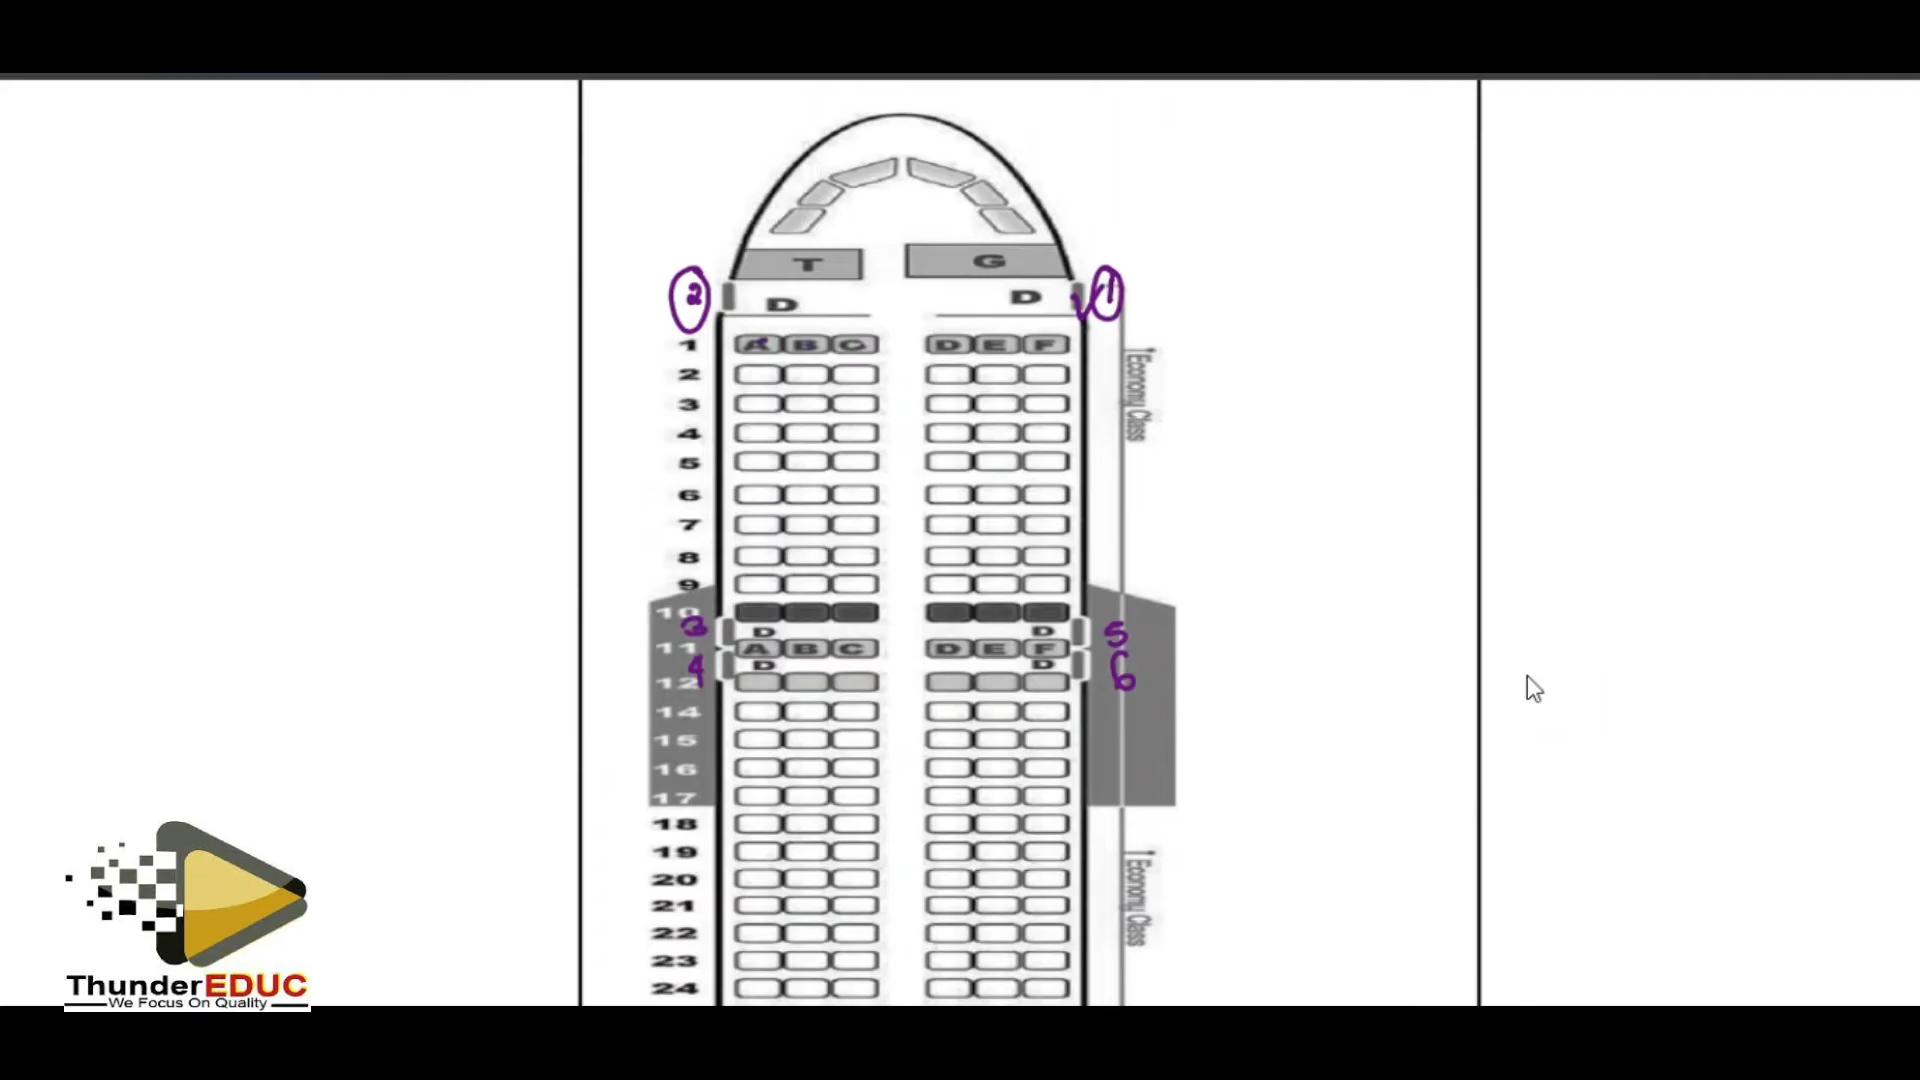 T G
2 D D 1
1 A B C D E F
2
3
4
5
6
7
8
9
Economy Class
10
3 D D 5
11 A B C D E F
4 D D 6
12
14
15
16
17
18
19
20
21
22
23
24
Economy Class
ThunderEDUC
We Focus On Quality